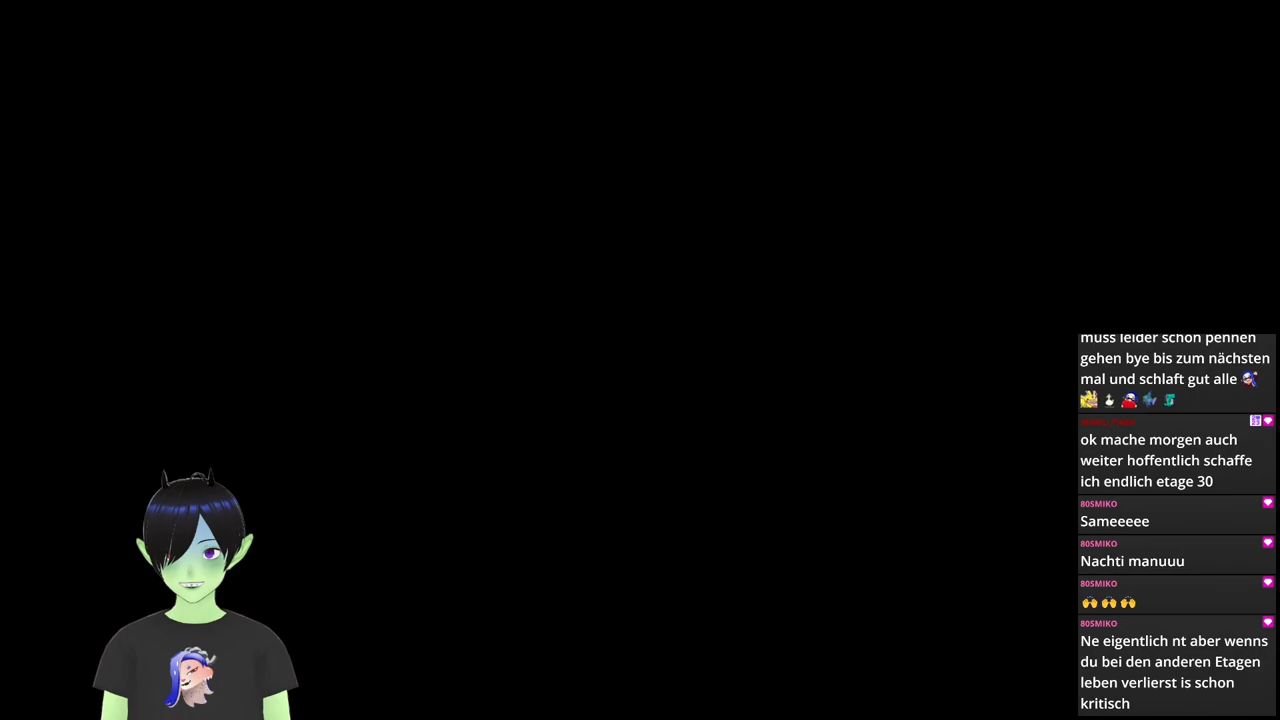 muss leider schon pennen
gehen bye bis zum nächsten
mal und schlaft gut alle
ok mache morgen auch
weiter hoffentlich schaffe
ich endlich etage 30
80SMIKO
Sameeeee
80SMIKO
Nachti manuuu
80SMIKO
80SMIKO
Ne eigentlich nt aber wenns
du bei den anderen Etagen
leben verlierst is schon
kritisch